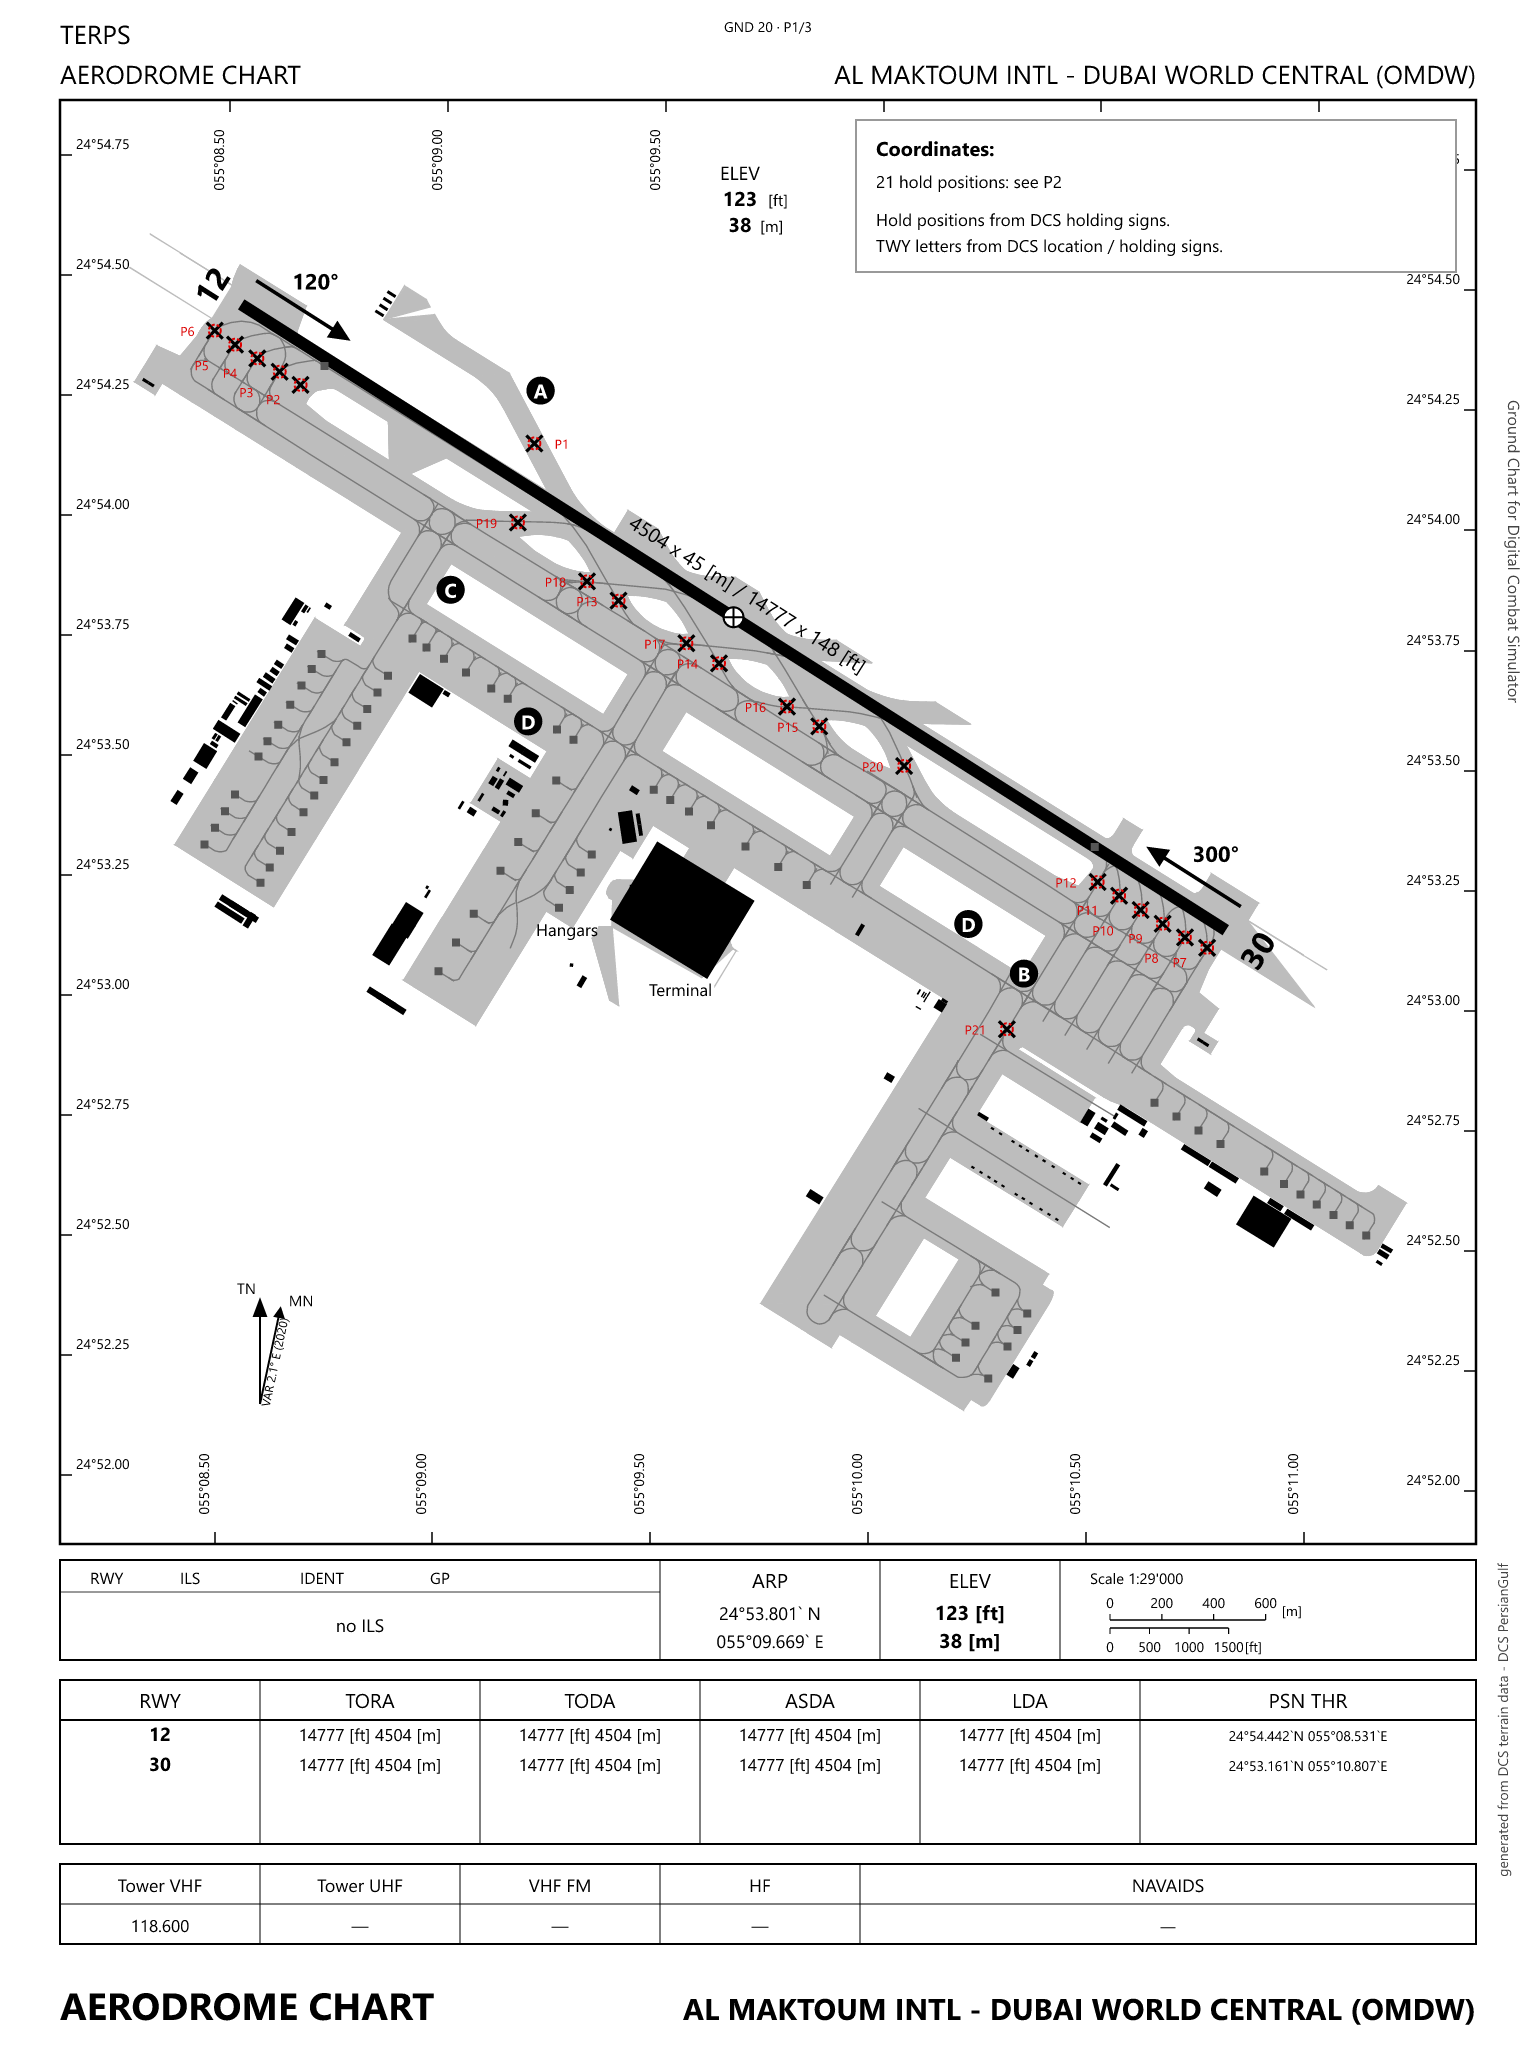 GND 20 · P1/3
TERPS
AERODROME CHART
AL MAKTOUM INTL - DUBAI WORLD CENTRAL (OMDW)
055°08.50
055°09.00
055°09.50
Coordinates:
21 hold positions: see P2
Hold positions from DCS holding signs.
TWY letters from DCS location / holding signs.
ELEV
123 [ft]
38 [m]
24°54.75
24°54.50
24°54.25
24°54.00
24°53.75
24°53.50
24°53.25
24°53.00
24°52.75
24°52.50
24°52.25
24°52.00
24°54.50
24°54.25
24°54.00
24°53.75
24°53.50
24°53.25
24°53.00
24°52.75
24°52.50
24°52.25
24°52.00
12
120°
P6
P5
P4
P3
P2
A
P1
P19
4504 x 45 [m] / 14777 x 148 [ft]
C
P18
P13
P17
P14
P16
P15
D
P20
300°
P12
P11
P10
P9
P8
P7
30
D
B
P21
Hangars
Terminal
TN
MN
VAR 2.1° E (2020)
055°08.50
055°09.00
055°09.50
055°10.00
055°10.50
055°11.00
Ground Chart for Digital Combat Simulator
RWY ILS IDENT GP
no ILS
ARP
24°53.801` N
055°09.669` E
ELEV
123 [ft]
38 [m]
Scale 1:29'000
0 200 400 600 [m]
0 500 1000 1500[ft]
generated from DCS terrain data - DCS PersianGulf
RWY TORA TODA ASDA LDA PSN THR
12 14777 [ft] 4504 [m] 14777 [ft] 4504 [m] 14777 [ft] 4504 [m] 14777 [ft] 4504 [m] 24°54.442`N 055°08.531`E
30 14777 [ft] 4504 [m] 14777 [ft] 4504 [m] 14777 [ft] 4504 [m] 14777 [ft] 4504 [m] 24°53.161`N 055°10.807`E
Tower VHF Tower UHF VHF FM HF NAVAIDS
118.600 — — — —
AERODROME CHART
AL MAKTOUM INTL - DUBAI WORLD CENTRAL (OMDW)